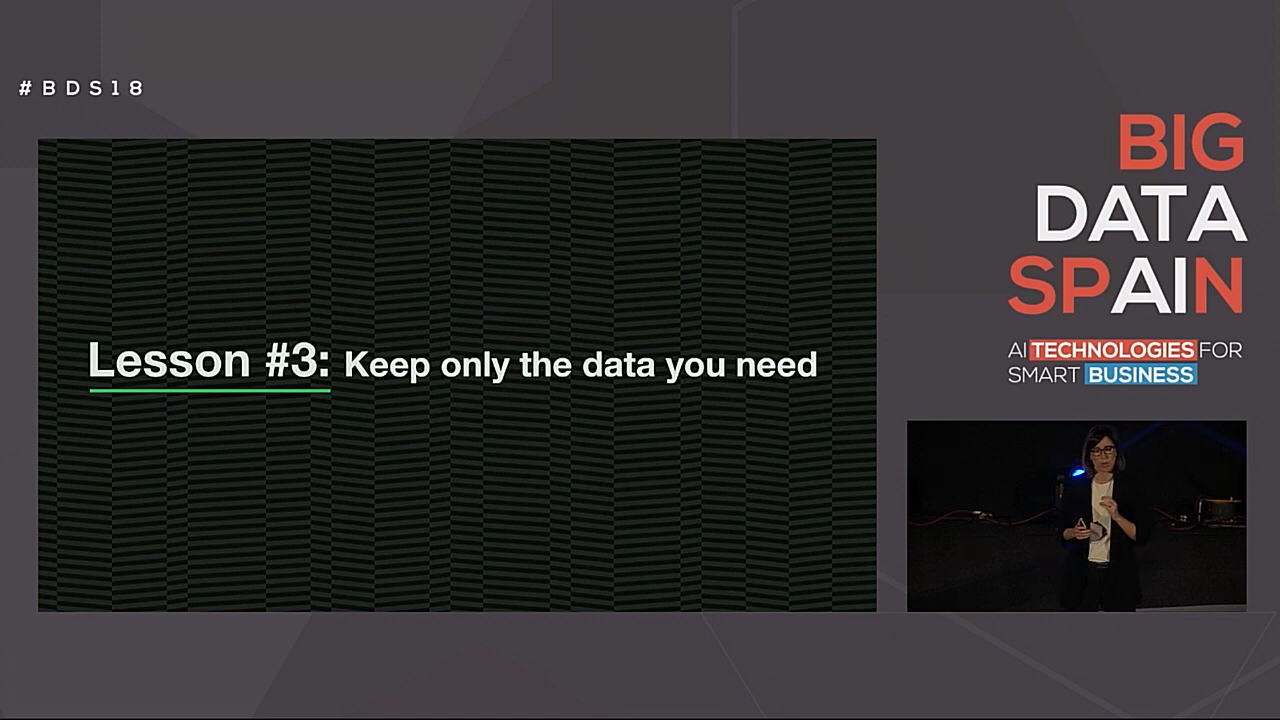 #BDS18
Lesson #3: Keep only the data you need
BIG
DATA
SPAIN
AI TECHNOLOGIES FOR
SMART BUSINESS